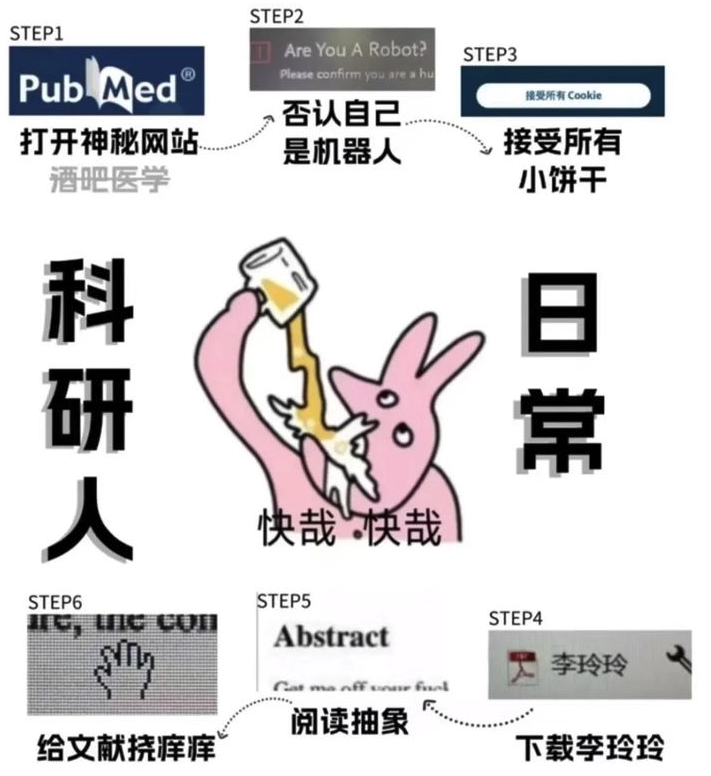 STEP1
PubMed®
打开神秘网站
酒吧医学
STEP2
Are You A Robot?
Please confirm you are a hu
否认自己
是机器人
STEP3
接受所有 Cookie
接受所有
小饼干
科研人
日常
快哉·快哉
STEP6
ire, the con
给文献挠痒痒
STEP5
Abstract
Get me off your fuc
阅读抽象
STEP4
李玲玲
下载李玲玲